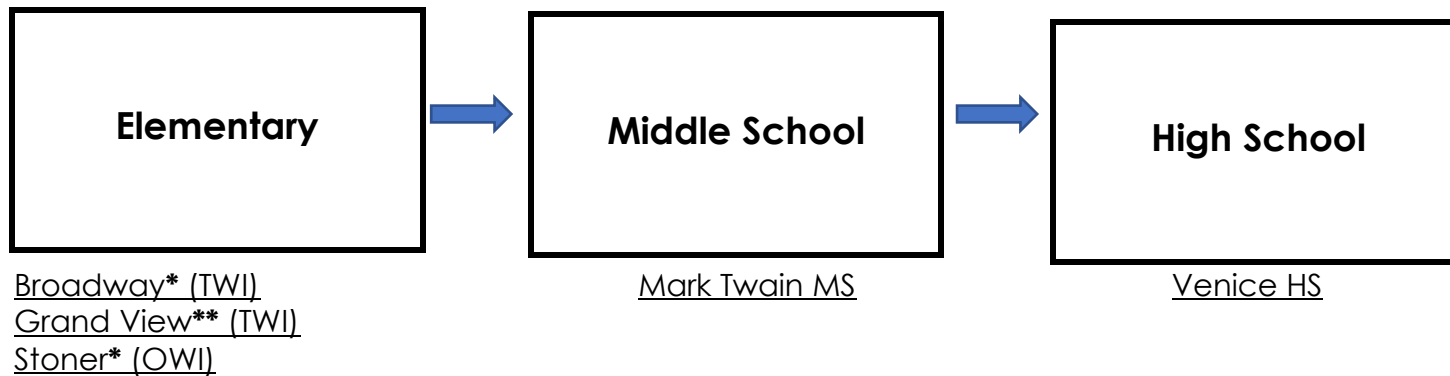 Elementary
Middle School
High School
Broadway* (TWI)
Grand View** (TWI)
Stoner* (OWI)
Mark Twain MS
Venice HS